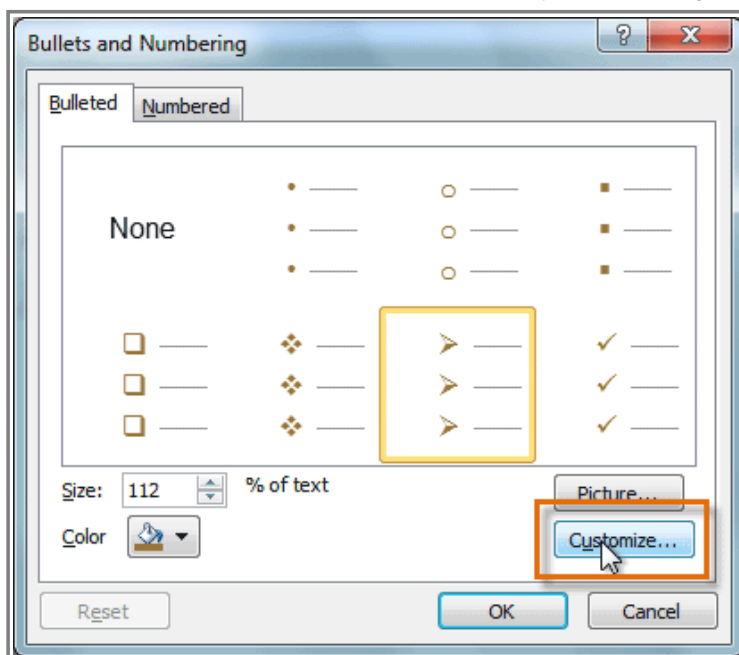 Bullets and Numbering
Bulleted Numbered
None
Size: 112 % of text
Picture...
Color
Customize...
Reset OK Cancel